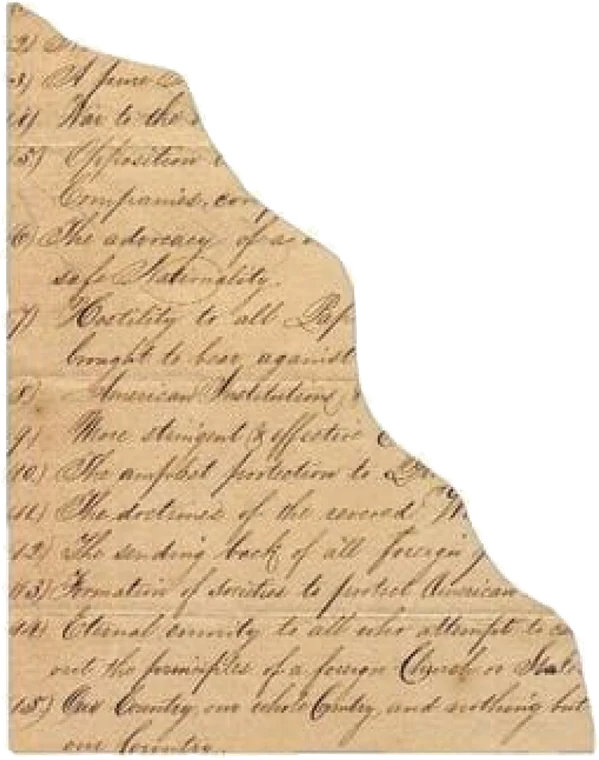 2)
3) A pure
4) War to the
5) Opposition
Companies, con
6) The advocacy of a
safe Nationality.
7) Hostility to all Pap
brought to bear against
8) American Institutions
9) More stringent & effective
10) The amplest protection to
11) The doctrines of the revered W
12) The sending back of all foreign
13) Formation of societies to protect American
14) Eternal enmity to all who attempt to ca
out the principles of a foreign Church or State
15) Our Country, our whole Country, and nothing but
our Country.